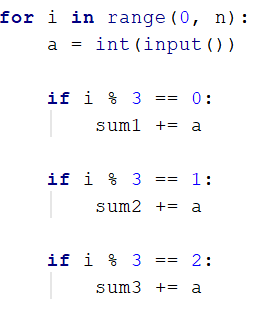 for i in range(0, n):
    a = int(input())
    if i % 3 == 0:
        sum1 += a
    if i % 3 == 1:
        sum2 += a
    if i % 3 == 2:
        sum3 += a